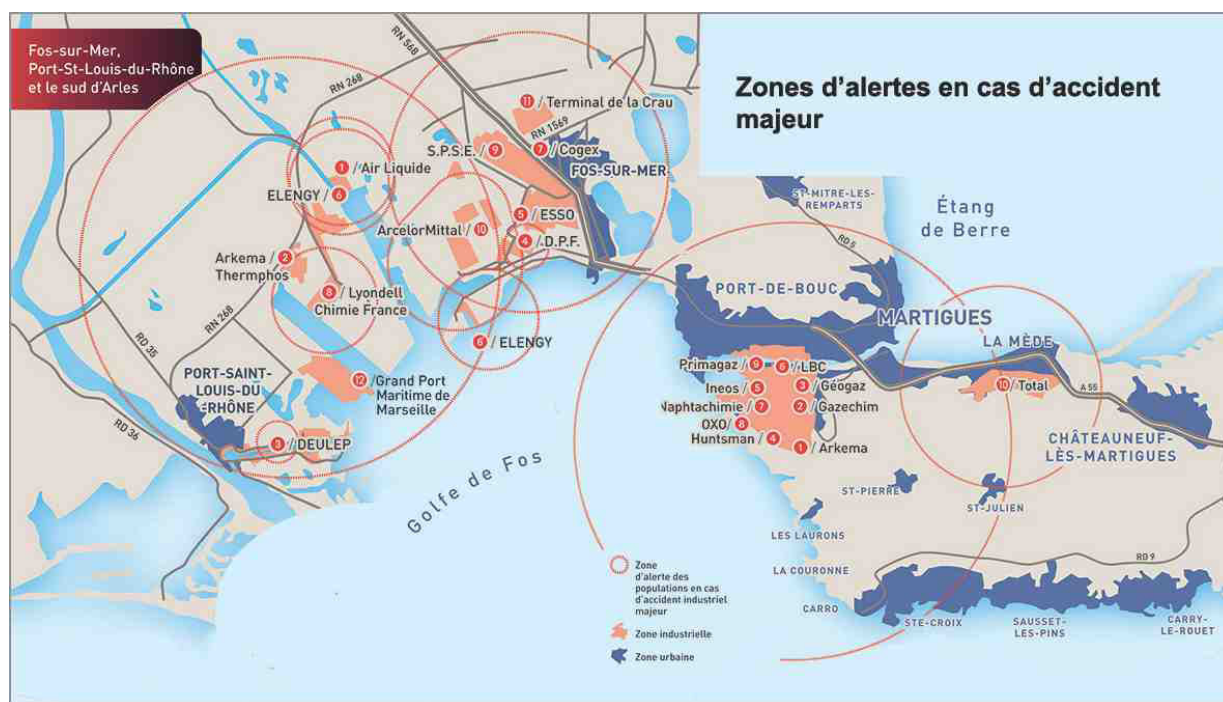 Fos-sur-Mer,
Port-St-Louis-du-Rhône
et le sud d'Arles
Zones d'alertes en cas d'accident
majeur
RN 568
RN 268
11 / Terminal de la Crau
RN 1569
S.P.S.E. / 9
7 / Cogex
FOS-SUR-MER
1 / Air Liquide
ELENGY / 6
5 / ESSO
ArcelorMittal / 10
4 / D.P.F.
Arkema / 2
Thermphos
8 / Lyondell
Chimie France
6 / ELENGY
RN 268
RD 35
PORT-SAINT-
LOUIS-DU
-RHÔNE
12 / Grand Port
Maritime de
Marseille
3 / DEULEP
RD 36
Golfe de Fos
ST-MITRE-LES-
REMPARTS
Étang
de Berre
RD 5
PORT-DE-BOUC
MARTIGUES
LA MÈDE
Primagaz / 9
6 / LBC
Ineos / 5
3 / Géogaz
Naphtachimie / 7
2 / Gazechim
OXO / 8
Huntsman / 4
1 / Arkema
10 / Total
A 55
CHÂTEAUNEUF-
LÈS-MARTIGUES
ST-PIERRE
ST-JULIEN
LES LAURONS
LA COURONNE
CARRO
RD 9
STE-CROIX
SAUSSET-
LES-PINS
CARRY-
LE-ROUET
Zone
d'alerte des
populations en cas
d'accident industriel
majeur
Zone industrielle
Zone urbaine